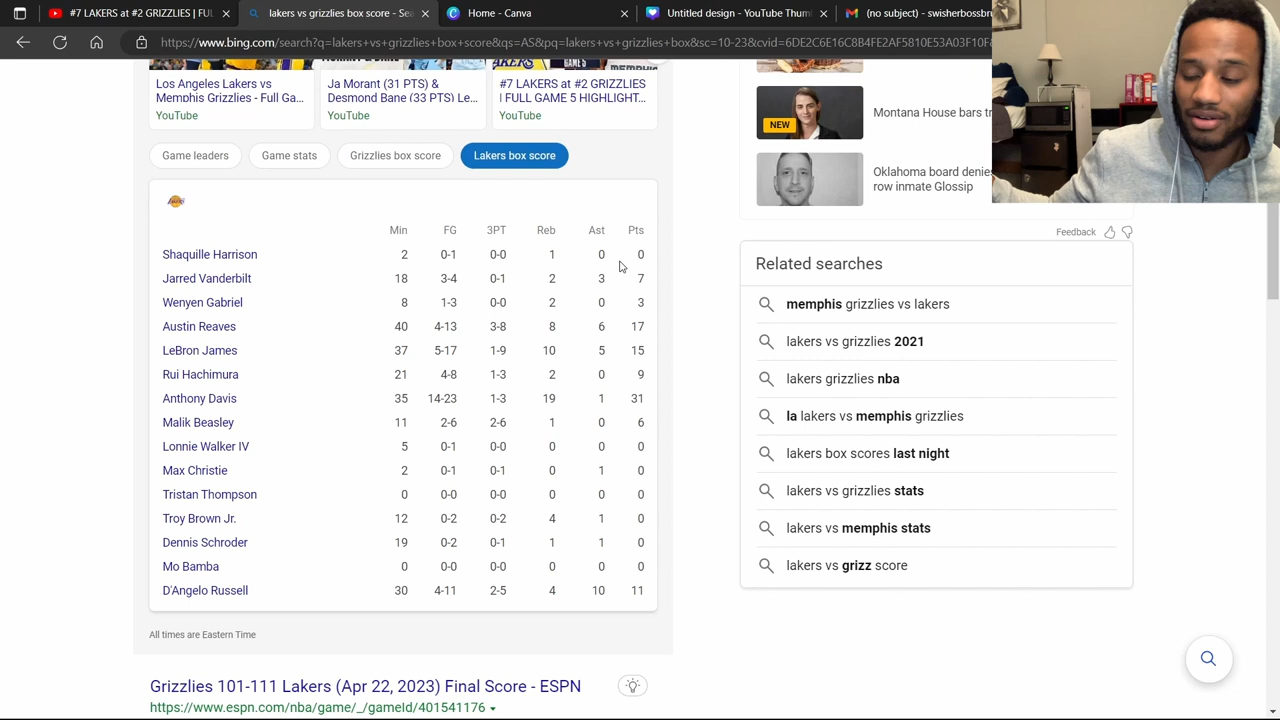 #7 LAKERS at #2 GRIZZLIES | FUL
lakers vs grizzlies box score - Sea
Home - Canva
Untitled design - YouTube Thum
(no subject) - swisherbossbru
https://www.bing.com/search?q=lakers+vs+grizzlies+box+score&qs=AS&pq=lakers+vs+grizzlies+box+qs&sc=10-23&cvid=6DE2C6E16C8B4FE2AF5810E53A03F10F
Los Angeles Lakers vs
Memphis Grizzlies - Full Ga...
YouTube
Ja Morant (31 PTS) &
Desmond Bane (33 PTS) Le...
YouTube
#7 LAKERS at #2 GRIZZLIES
| FULL GAME 5 HIGHLIGHT...
YouTube
Game leaders
Game stats
Grizzlies box score
Lakers box score
Min FG 3PT Reb Ast Pts
Shaquille Harrison 2 0-1 0-0 1 0 0
Jarred Vanderbilt 18 3-4 0-1 2 3 7
Wenyen Gabriel 8 1-3 0-0 2 0 3
Austin Reaves 40 4-13 3-8 8 6 17
LeBron James 37 5-17 1-9 10 5 15
Rui Hachimura 21 4-8 1-3 2 0 9
Anthony Davis 35 14-23 1-3 19 1 31
Malik Beasley 11 2-6 2-6 1 0 6
Lonnie Walker IV 5 0-1 0-0 0 0 0
Max Christie 2 0-1 0-1 0 1 0
Tristan Thompson 0 0-0 0-0 0 0 0
Troy Brown Jr. 12 0-2 0-2 4 1 0
Dennis Schroder 19 0-2 0-1 1 1 0
Mo Bamba 0 0-0 0-0 0 0 0
D'Angelo Russell 30 4-11 2-5 4 10 11
All times are Eastern Time
Grizzlies 101-111 Lakers (Apr 22, 2023) Final Score - ESPN
https://www.espn.com/nba/game/_/gameId/401541176
NEW
Montana House bars tr
Oklahoma board denies
row inmate Glossip
Feedback
Related searches
memphis grizzlies vs lakers
lakers vs grizzlies 2021
lakers grizzlies nba
la lakers vs memphis grizzlies
lakers box scores last night
lakers vs grizzlies stats
lakers vs memphis stats
lakers vs grizz score